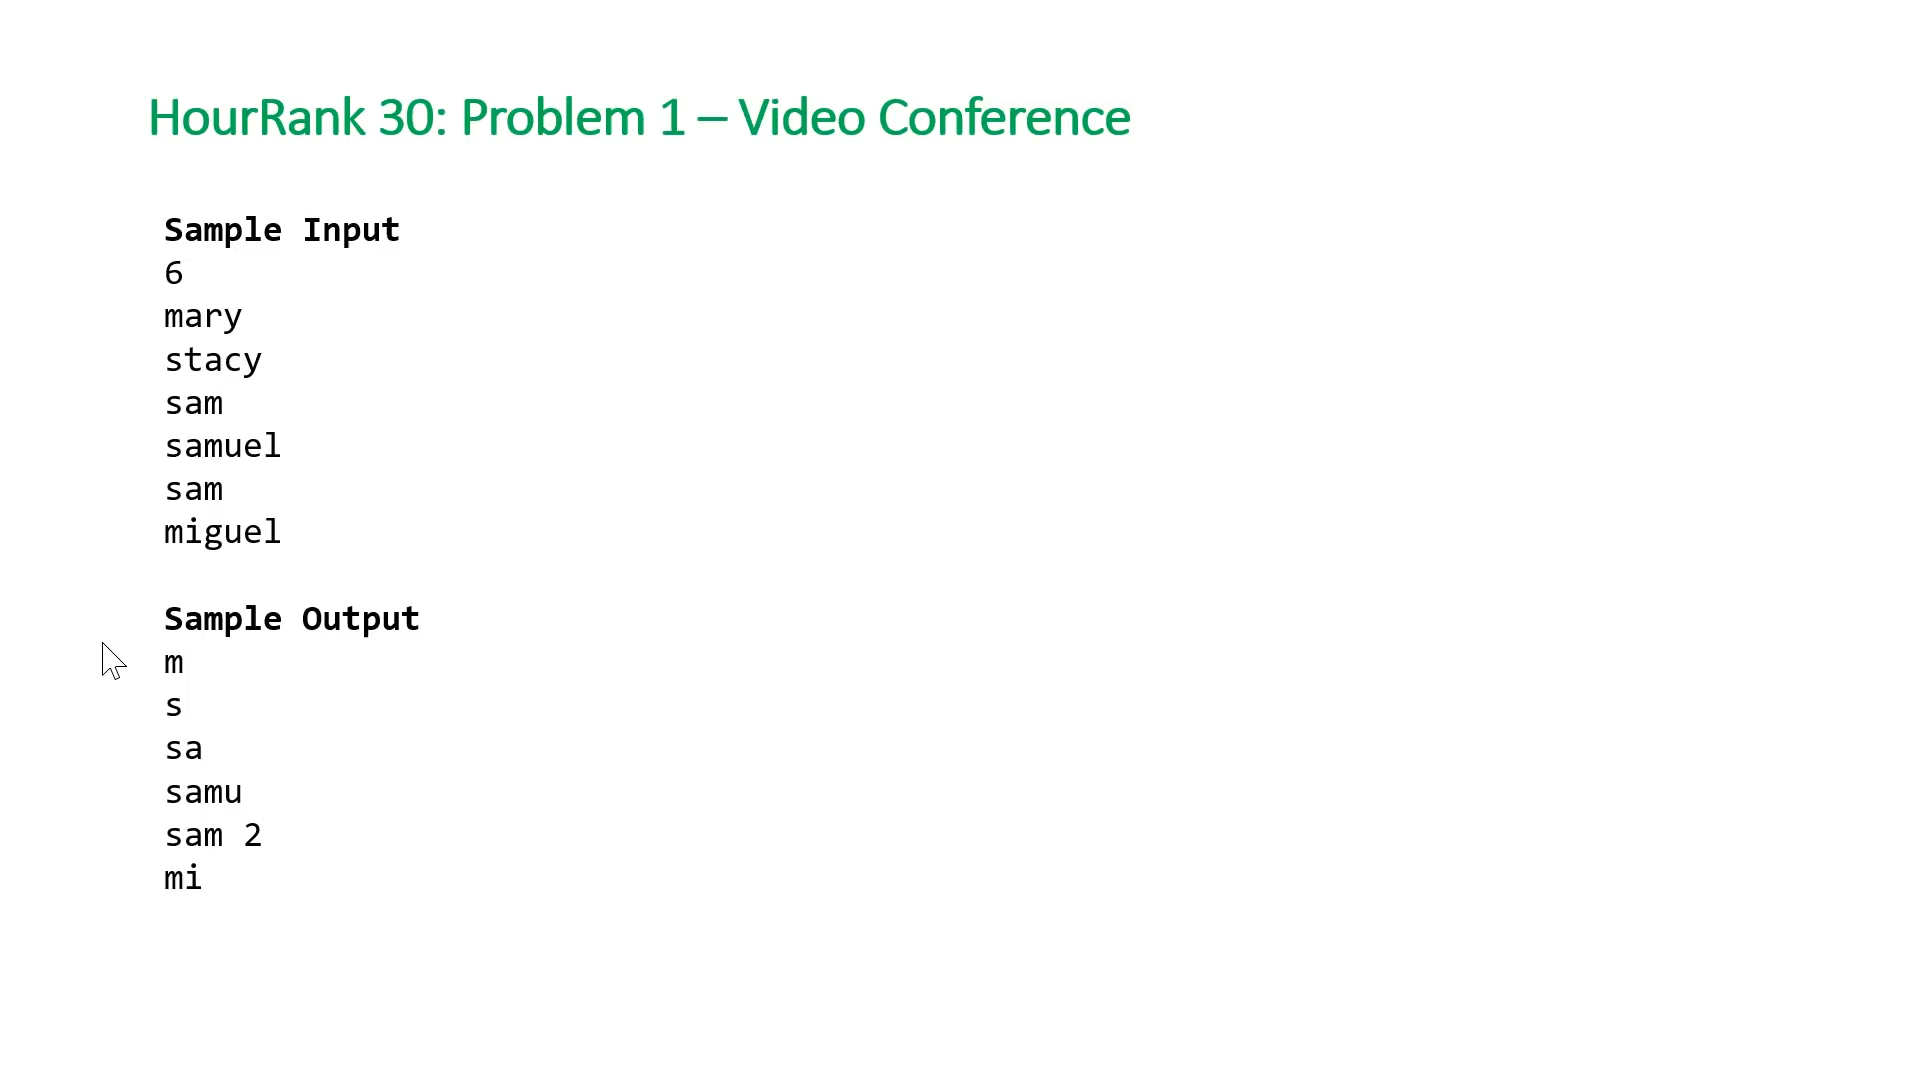 HourRank 30: Problem 1 – Video Conference
Sample Input
6
mary
stacy
sam
samuel
sam
miguel
Sample Output
m
s
sa
samu
sam 2
mi